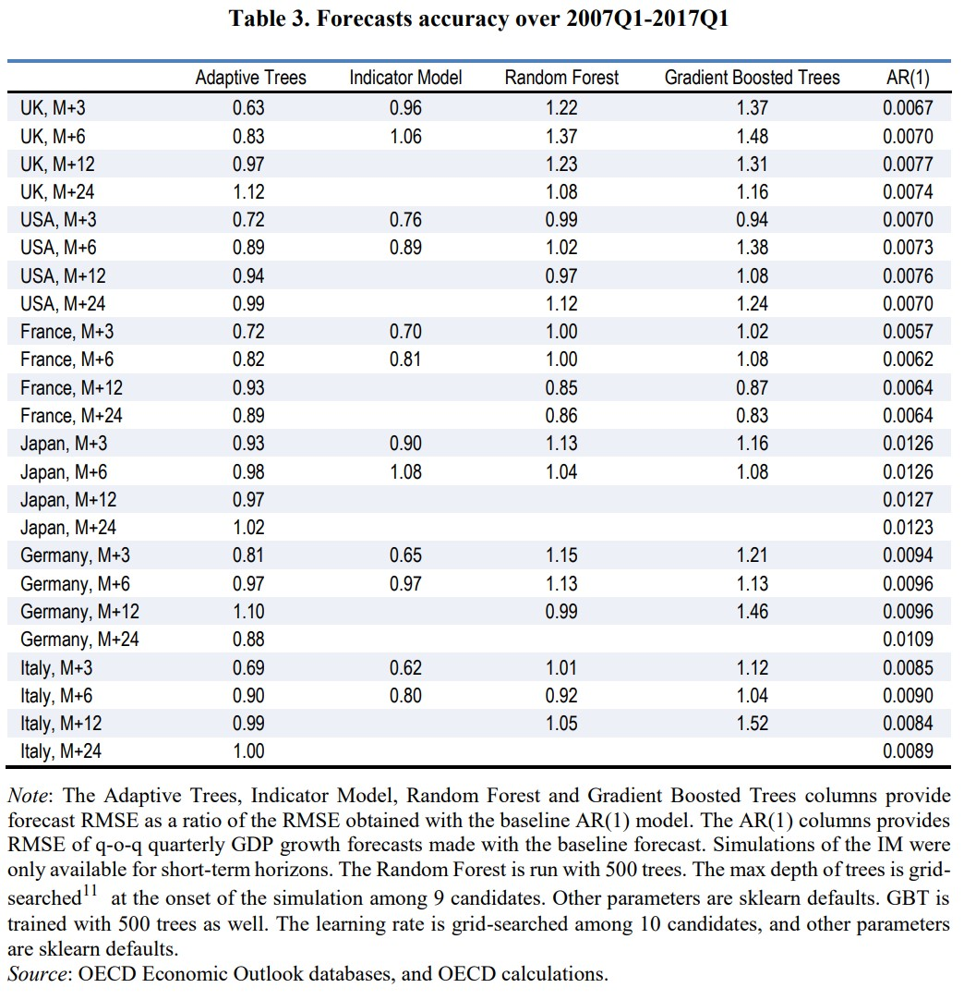 Table 3. Forecasts accuracy over 2007Q1-2017Q1
Adaptive Trees Indicator Model Random Forest Gradient Boosted Trees AR(1)
UK, M+3 0.63 0.96 1.22 1.37 0.0067
UK, M+6 0.83 1.06 1.37 1.48 0.0070
UK, M+12 0.97 1.23 1.31 0.0077
UK, M+24 1.12 1.08 1.16 0.0074
USA, M+3 0.72 0.76 0.99 0.94 0.0070
USA, M+6 0.89 0.89 1.02 1.38 0.0073
USA, M+12 0.94 0.97 1.08 0.0076
USA, M+24 0.99 1.12 1.24 0.0070
France, M+3 0.72 0.70 1.00 1.02 0.0057
France, M+6 0.82 0.81 1.00 1.08 0.0062
France, M+12 0.93 0.85 0.87 0.0064
France, M+24 0.89 0.86 0.83 0.0064
Japan, M+3 0.93 0.90 1.13 1.16 0.0126
Japan, M+6 0.98 1.08 1.04 1.08 0.0126
Japan, M+12 0.97 0.0127
Japan, M+24 1.02 0.0123
Germany, M+3 0.81 0.65 1.15 1.21 0.0094
Germany, M+6 0.97 0.97 1.13 1.13 0.0096
Germany, M+12 1.10 0.99 1.46 0.0096
Germany, M+24 0.88 0.0109
Italy, M+3 0.69 0.62 1.01 1.12 0.0085
Italy, M+6 0.90 0.80 0.92 1.04 0.0090
Italy, M+12 0.99 1.05 1.52 0.0084
Italy, M+24 1.00 0.0089
Note: The Adaptive Trees, Indicator Model, Random Forest and Gradient Boosted Trees columns provide
forecast RMSE as a ratio of the RMSE obtained with the baseline AR(1) model. The AR(1) columns provides
RMSE of q-o-q quarterly GDP growth forecasts made with the baseline forecast. Simulations of the IM were
only available for short-term horizons. The Random Forest is run with 500 trees. The max depth of trees is grid-
searched11 at the onset of the simulation among 9 candidates. Other parameters are sklearn defaults. GBT is
trained with 500 trees as well. The learning rate is grid-searched among 10 candidates, and other parameters
are sklearn defaults.
Source: OECD Economic Outlook databases, and OECD calculations.